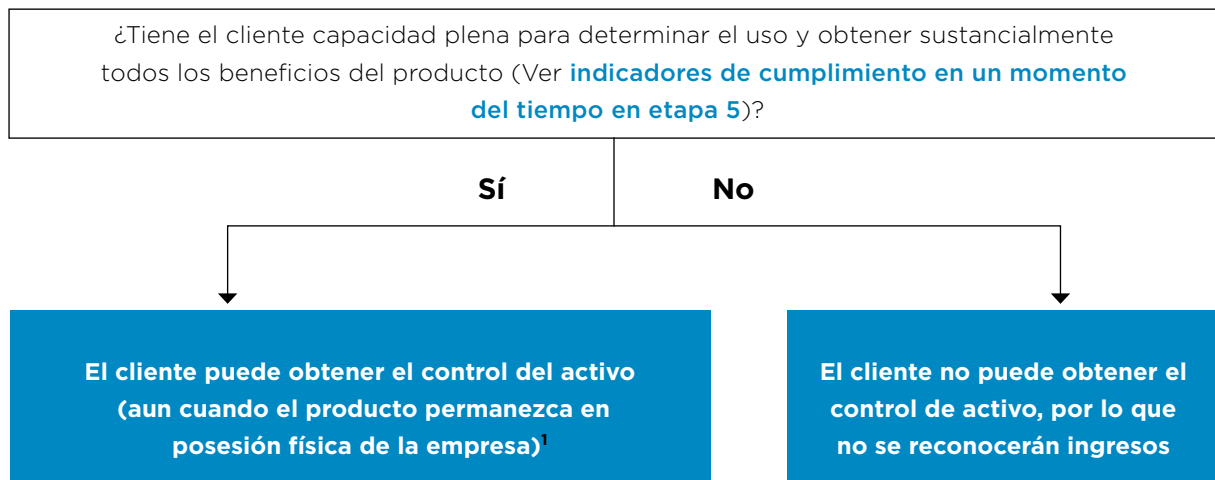 ¿Tiene el cliente capacidad plena para determinar el uso y obtener sustancialmente
todos los beneficios del producto (Ver indicadores de cumplimiento en un momento
del tiempo en etapa 5)?
Sí
No
El cliente puede obtener el control del activo
(aun cuando el producto permanezca en
posesión física de la empresa)¹
El cliente no puede obtener el
control de activo, por lo que
no se reconocerán ingresos